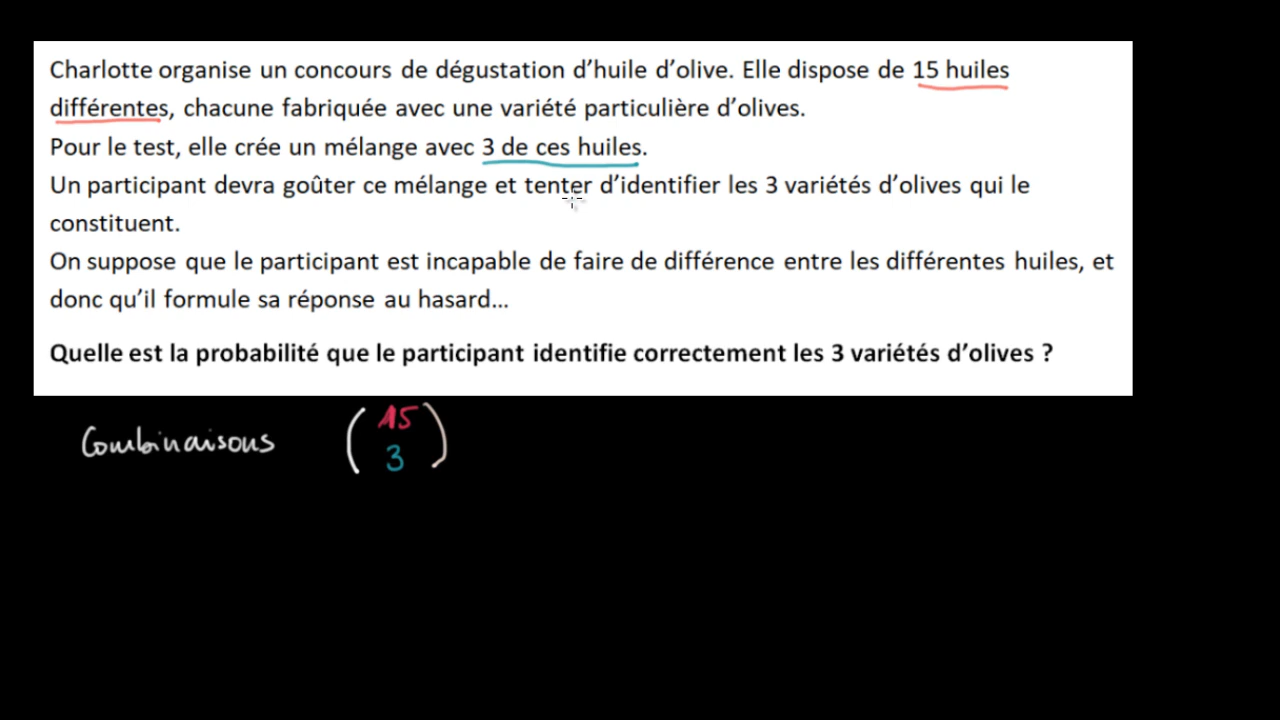 Charlotte organise un concours de dégustation d’huile d’olive. Elle dispose de 15 huiles
différentes, chacune fabriquée avec une variété particulière d’olives.
Pour le test, elle crée un mélange avec 3 de ces huiles.
Un participant devra goûter ce mélange et tenter d’identifier les 3 variétés d’olives qui le
constituent.
On suppose que le participant est incapable de faire de différence entre les différentes huiles, et
donc qu’il formule sa réponse au hasard…
Quelle est la probabilité que le participant identifie correctement les 3 variétés d’olives ?
Combinaisons (15
3)